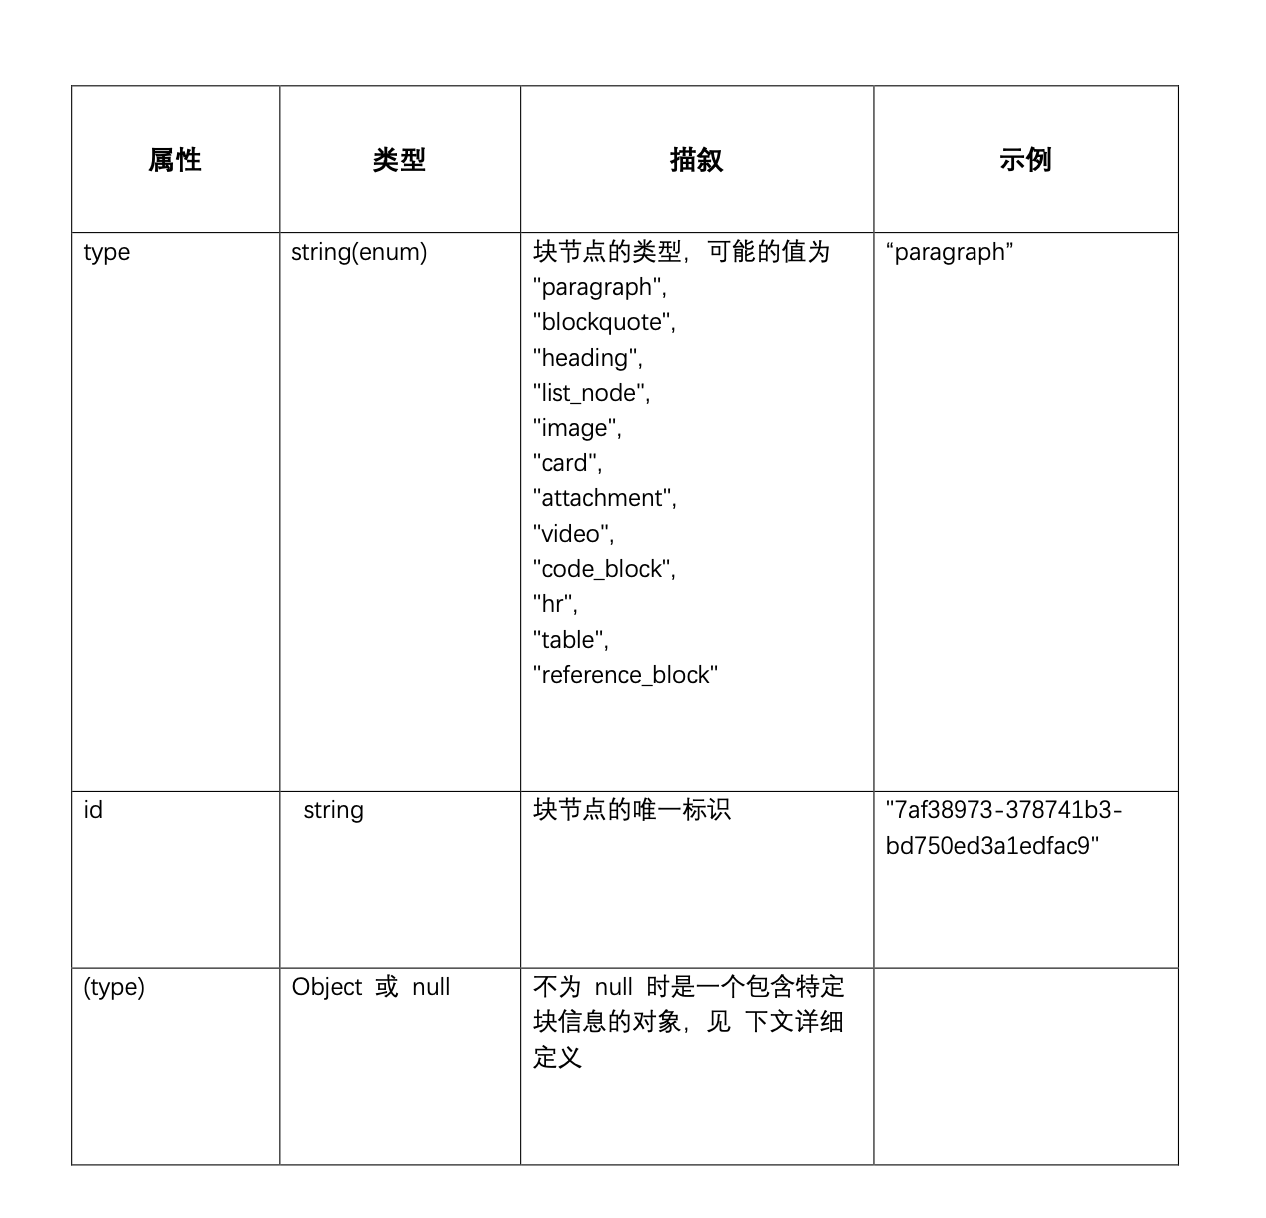 属性 类型 描叙 示例
type string(enum) 块节点的类型，可能的值为 “paragraph”
"paragraph",
"blockquote",
"heading",
"list_node",
"image",
"card",
"attachment",
"video",
"code_block",
"hr",
"table",
"reference_block"
id string 块节点的唯一标识 "7af38973-378741b3-
bd750ed3a1edfac9"
(type) Object 或 null 不为 null 时是一个包含特定
块信息的对象，见 下文详细
定义